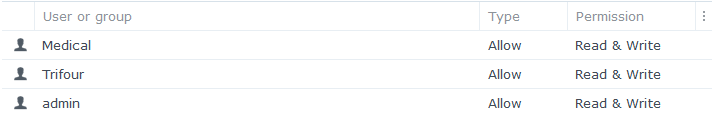 User or group Type Permission
Medical Allow Read & Write
Trifour Allow Read & Write
admin Allow Read & Write